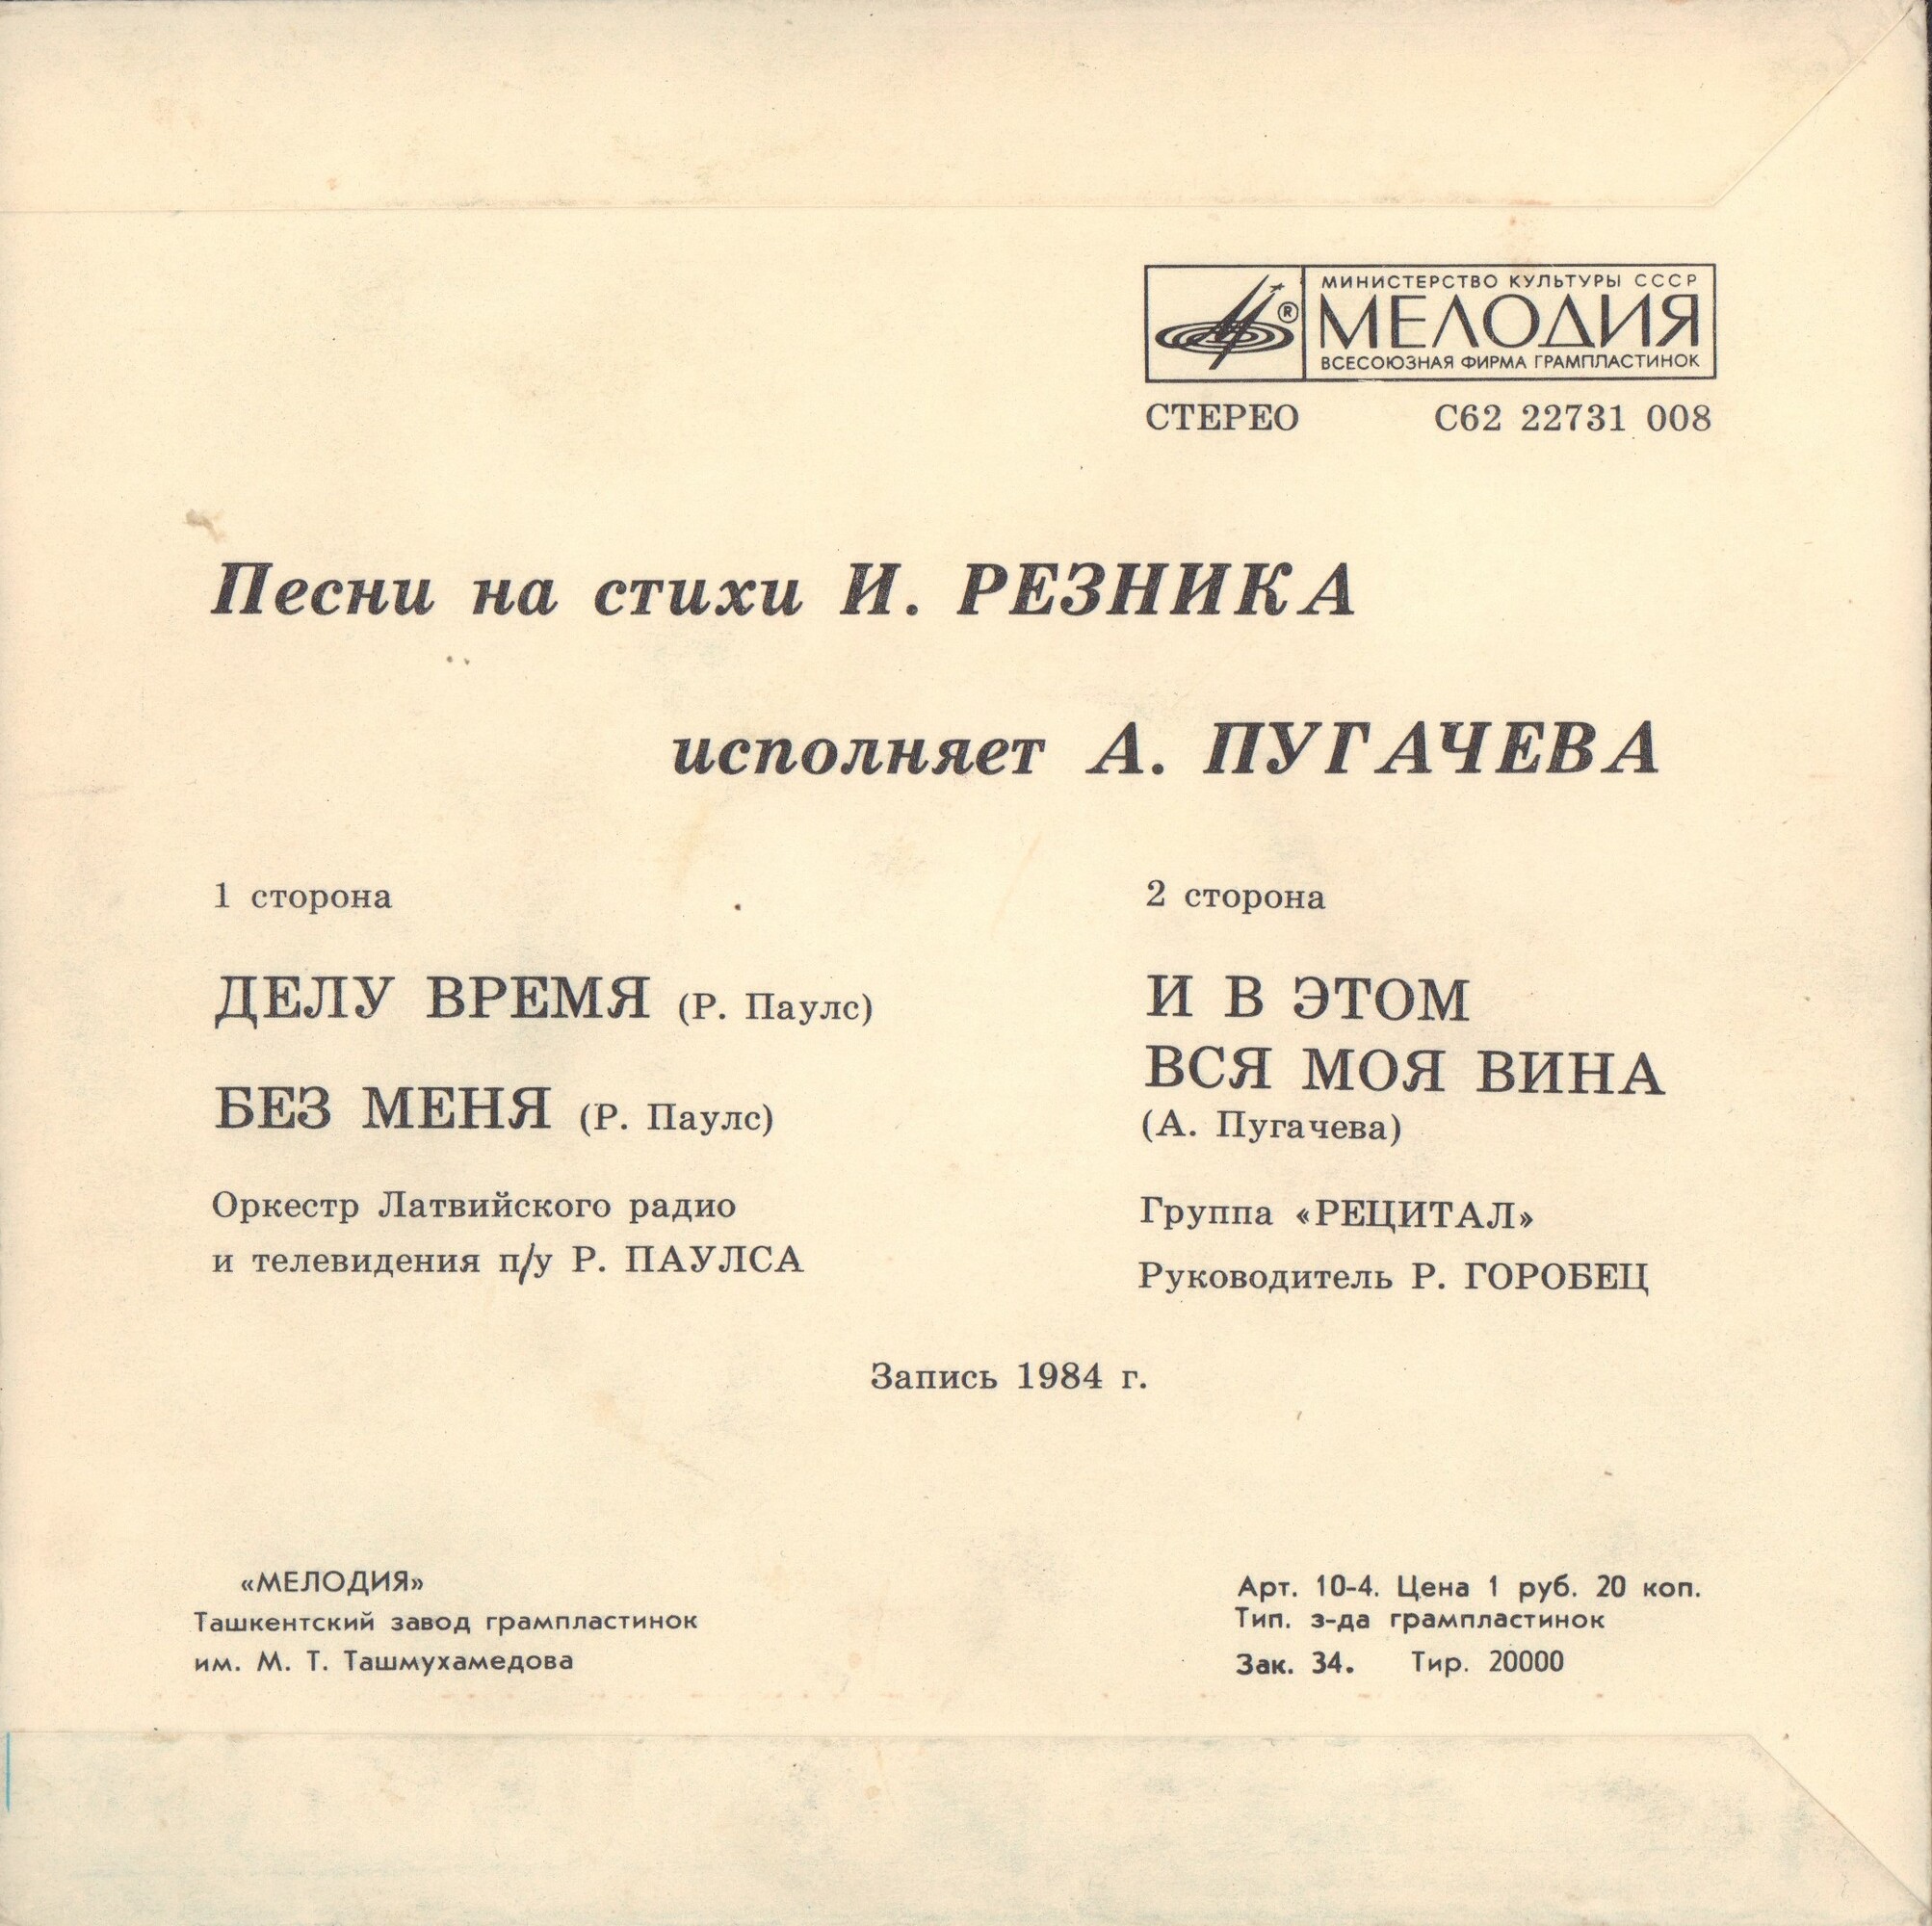 МИНИСТЕРСТВО КУЛЬТУРЫ СССР
МЕЛОДИЯ
ВСЕСОЮЗНАЯ ФИРМА ГРАМПЛАСТИНОК
®
СТЕРЕО С62 22731 008
Песни на стихи И. РЕЗНИКА
исполняет А. ПУГАЧЕВА
1 сторона
ДЕЛУ ВРЕМЯ (Р. Паулс)
БЕЗ МЕНЯ (Р. Паулс)
Оркестр Латвийского радио
и телевидения п/у Р. ПАУЛСА
2 сторона
И В ЭТОМ
ВСЯ МОЯ ВИНА
(А. Пугачева)
Группа «РЕЦИТАЛ»
Руководитель Р. ГОРОБЕЦ
Запись 1984 г.
«МЕЛОДИЯ»
Ташкентский завод грампластинок
им. М. Т. Ташмухамедова
Арт. 10-4. Цена 1 руб. 20 коп.
Тип. з-да грампластинок
Зак. 34. Тир. 20000